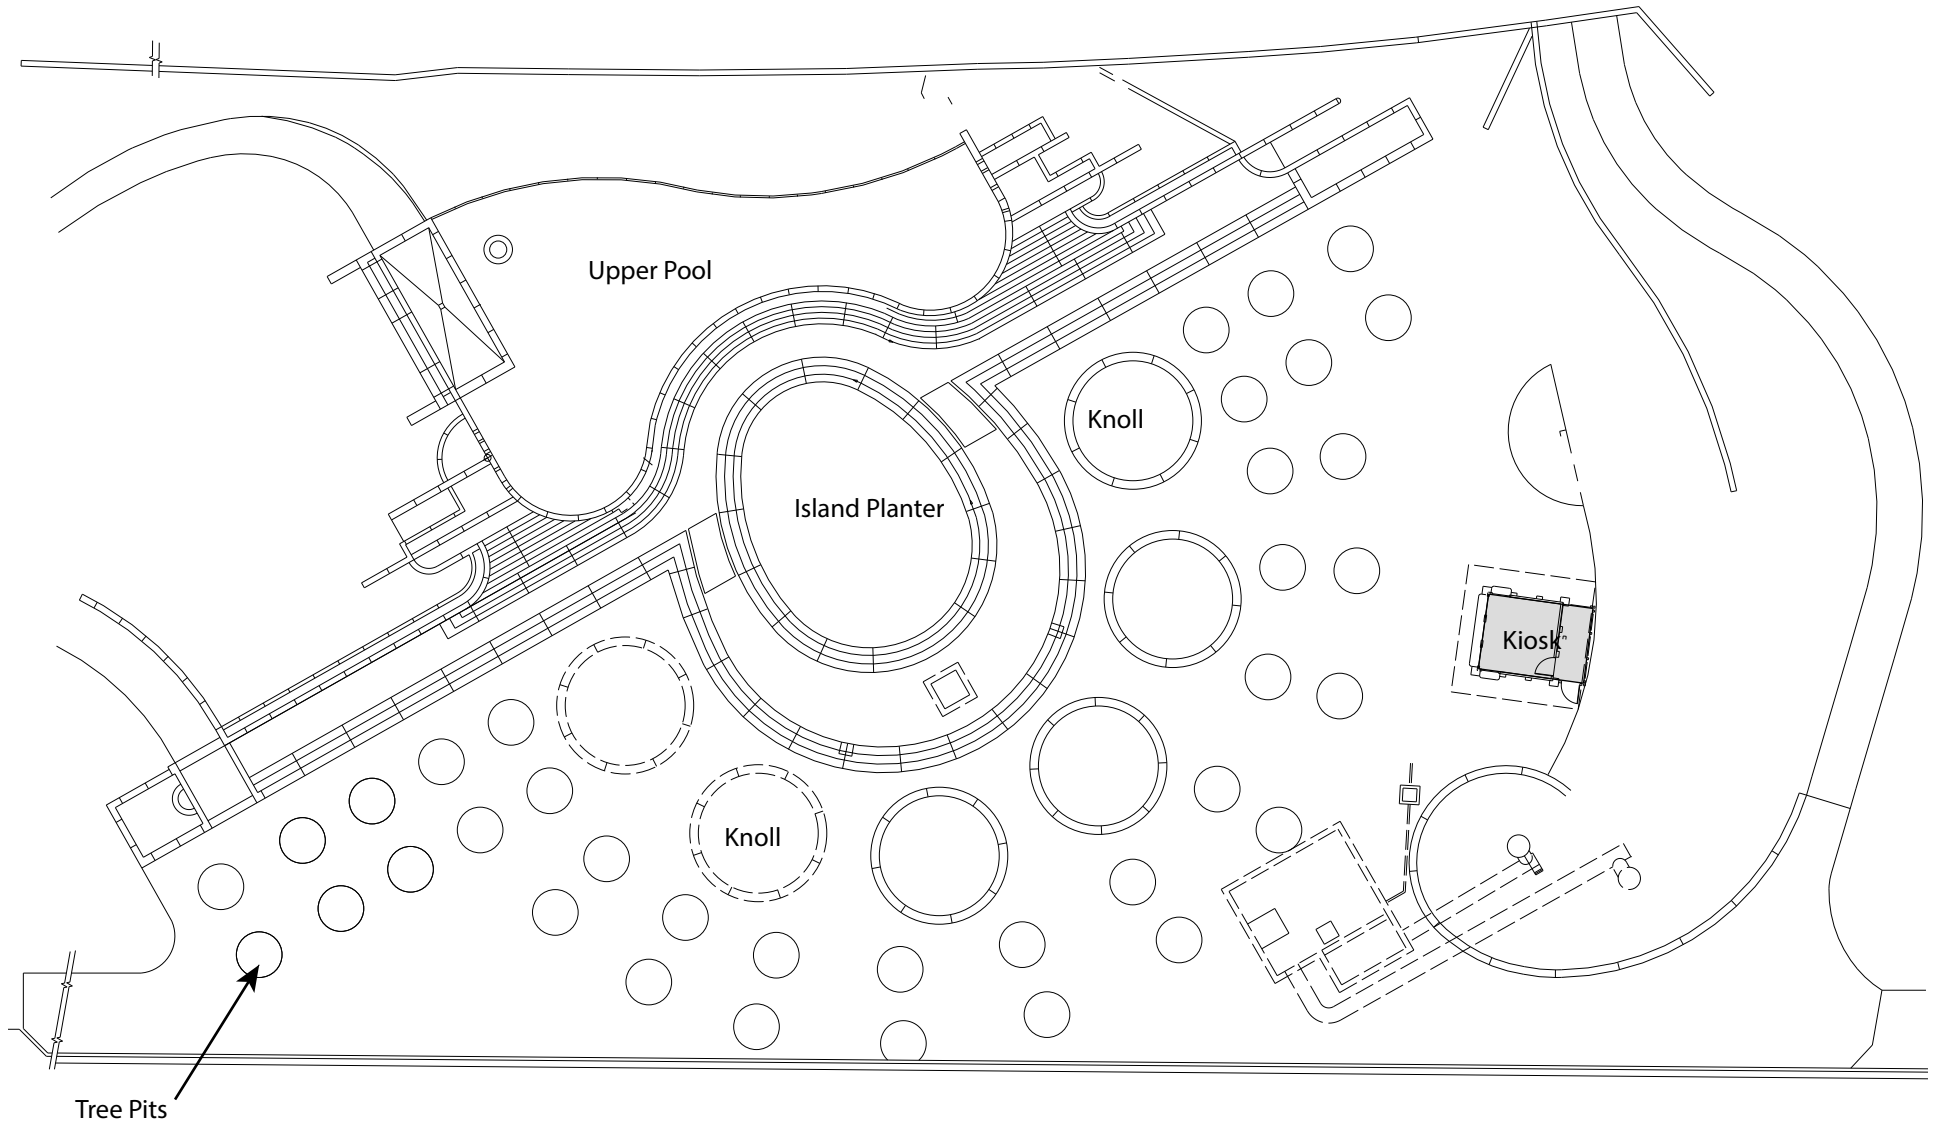 Upper Pool
Knoll
Island Planter
Kiosk
Knoll
Tree Pits